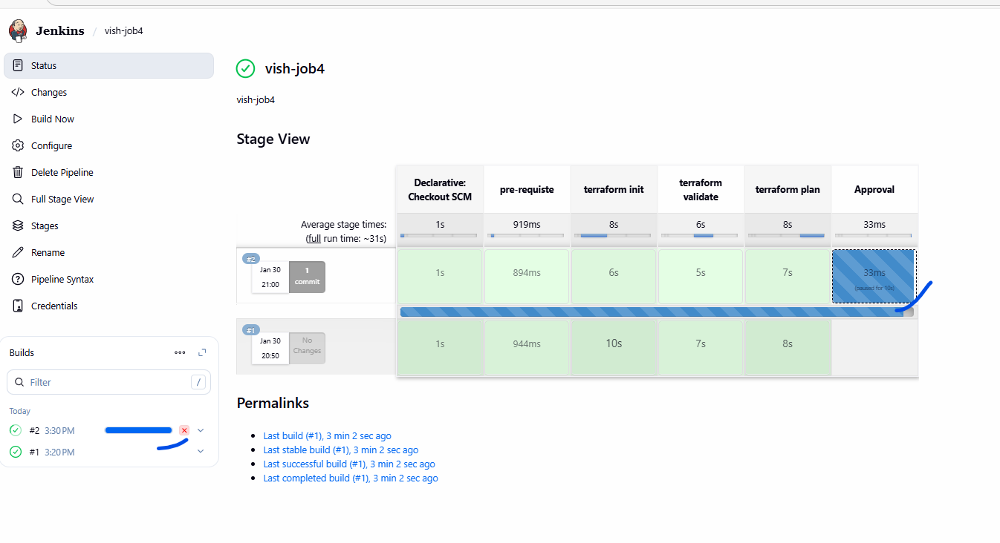 Jenkins / vish-job4
Status
Changes
Build Now
Configure
Delete Pipeline
Full Stage View
Stages
Rename
Pipeline Syntax
Credentials
Builds
Filter /
Today
#2 3:30 PM
#1 3:20 PM
vish-job4
vish-job4
Stage View
Declarative: Checkout SCM
pre-requiste
terraform init
terraform validate
terraform plan
Approval
Average stage times:
(full run time: ~31s)
1s 919ms 8s 6s 8s 33ms
#2
Jan 30
21:00
1
commit
1s 894ms 6s 5s 7s 33ms
(paused for 10s)
#1
Jan 30
20:50
No
Changes
1s 944ms 10s 7s 8s
Permalinks
Last build (#1), 3 min 2 sec ago
Last stable build (#1), 3 min 2 sec ago
Last successful build (#1), 3 min 2 sec ago
Last completed build (#1), 3 min 2 sec ago